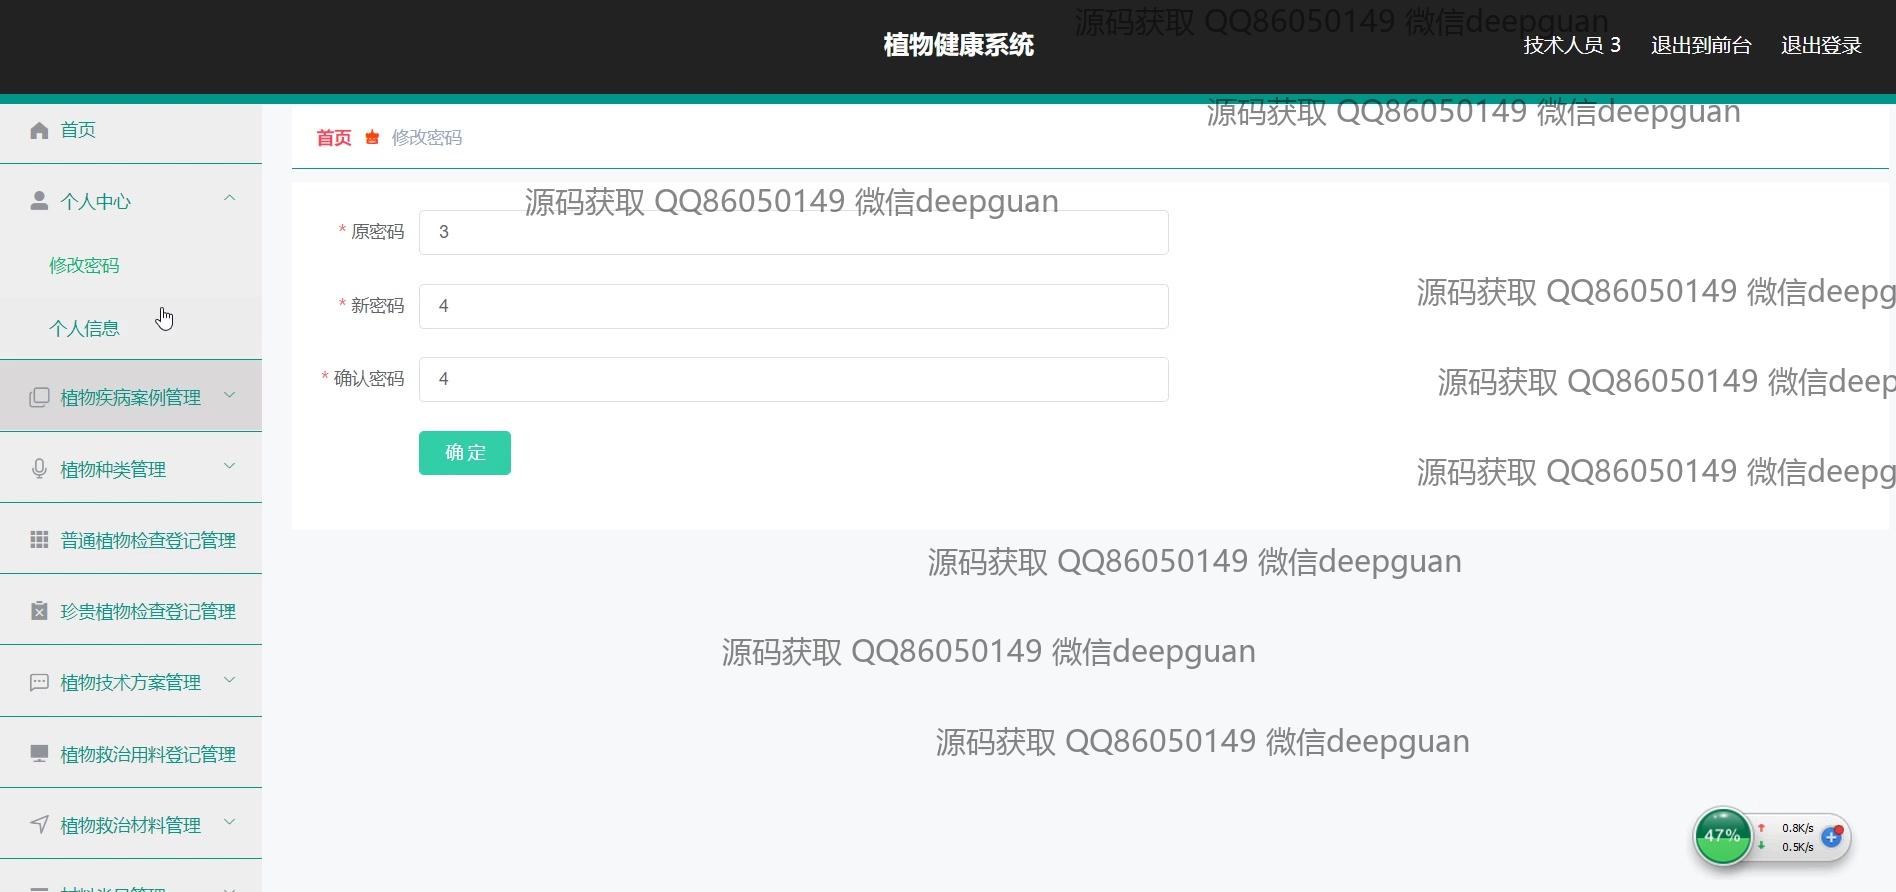 植物健康系统
源码获取 QQ86050149 微信deepguan
技术人员 3
退出到前台
退出登录
源码获取 QQ86050149 微信deepguan
首页
首页
修改密码
个人中心
源码获取 QQ86050149 微信deepguan
* 原密码
3
修改密码
* 新密码
4
源码获取 QQ86050149 微信deepg
个人信息
* 确认密码
4
源码获取 QQ86050149 微信deep
植物疾病案例管理
确定
植物种类管理
源码获取 QQ86050149 微信deepg
普通植物检查登记管理
源码获取 QQ86050149 微信deepguan
珍贵植物检查登记管理
源码获取 QQ86050149 微信deepguan
植物技术方案管理
植物救治用料登记管理
源码获取 QQ86050149 微信deepguan
植物救治材料管理
47%
0.8K/s
0.5K/s